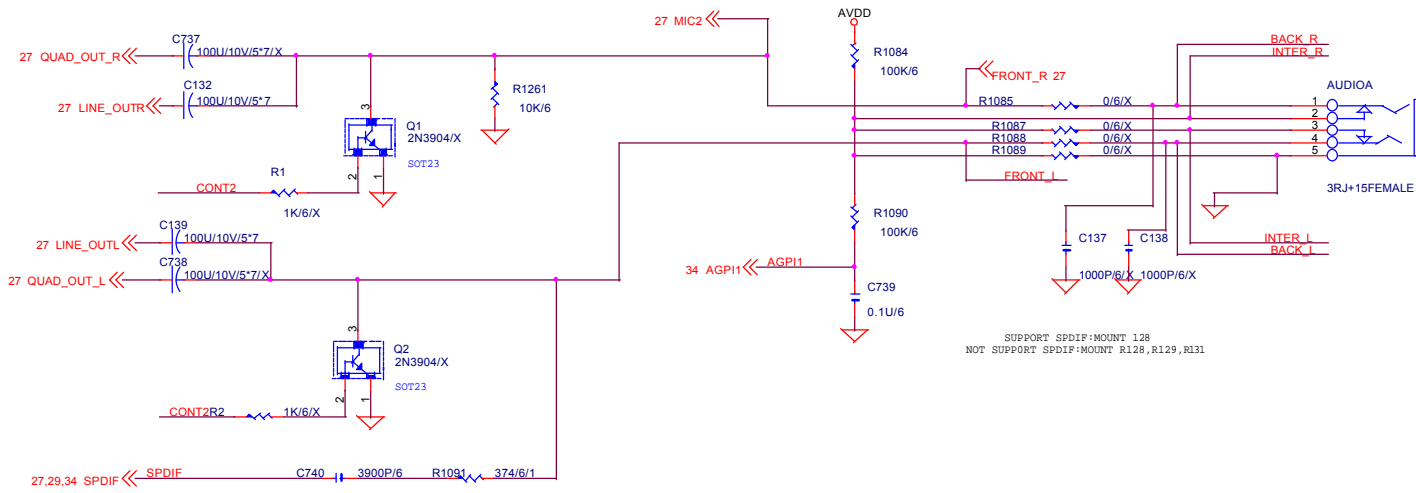 27 MIC2
AVDD
C737
100U/10V/5*7/X
27 QUAD_OUT_R
BACK_R
INTER_R
R1084
100K/6
FRONT_R 27
C132
100U/10V/5*7
27 LINE_OUTR
R1261
10K/6
AUDIOA
R1085
0/6/X
1
2
3
4
5
R1087
0/6/X
R1088
0/6/X
R1089
0/6/X
3
Q1
2N3904/X
SOT23
2
1
R1
CONT2
1K/6/X
FRONT_L
3RJ+15FEMALE
R1090
100K/6
C139
100U/10V/5*7
27 LINE_OUTL
C137
C138
INTER_L
BACK_L
C738
100U/10V/5*7/X
27 QUAD_OUT_L
34 AGPI1
AGPI1
1000P/6/X
1000P/6/X
C739
0.1U/6
3
Q2
2N3904/X
SOT23
2
1
SUPPORT SPDIF:MOUNT 128
NOT SUPPORT SPDIF:MOUNT R128,R129,R131
CONT2
R2
1K/6/X
27,29,34 SPDIF
SPDIF
C740
3900P/6
R1091
374/6/1